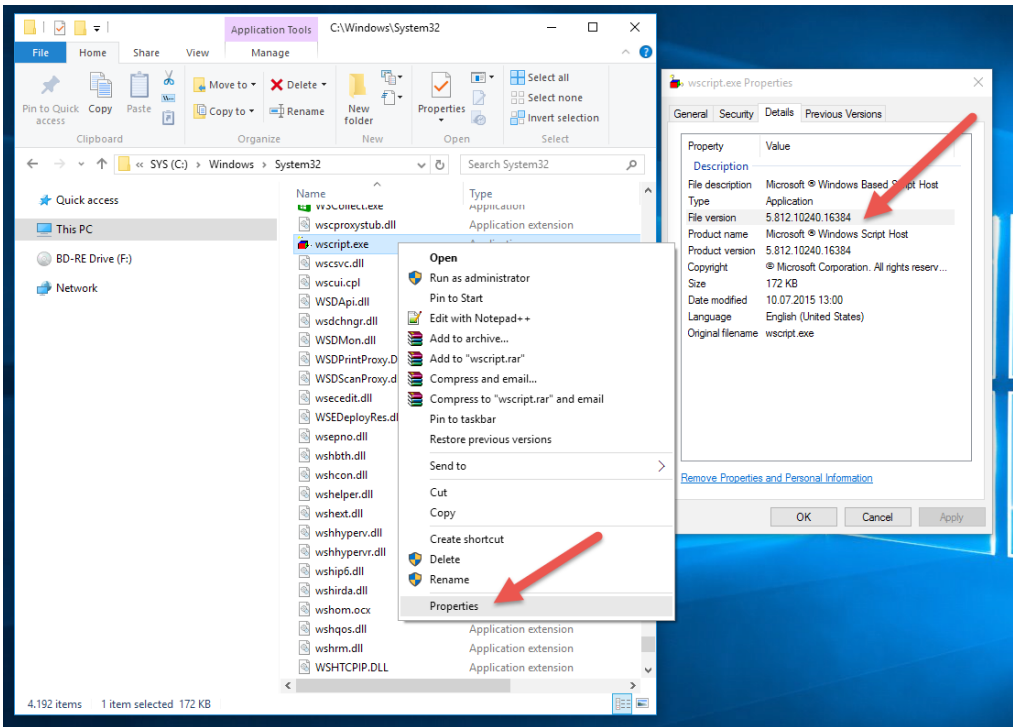 Application Tools C:\Windows\System32
File Home Share View Manage
Pin to Quick access
Copy
Paste
Clipboard
Move to
Copy to
Delete
Rename
Organize
New folder
New
Properties
Open
Select all
Select none
Invert selection
Select
« SYS (C:) > Windows > System32
Search System32
Quick access
This PC
BD-RE Drive (F:)
Network
Name Type
WSCollect.exe Application
wscproxystub.dll Application extension
wscript.exe
wscsvc.dll
wscui.cpl
WSDApi.dll
wsdchngr.dll
WSDMon.dll
WSDPrintProxy.D
WSDScanProxy.d
wsecedit.dll
WSEDeployRes.dl
wsepno.dll
wshbth.dll
wshcon.dll
wshelper.dll
wshext.dll
wshhyperv.dll
wshhypervr.dll
wship6.dll
wshirda.dll
wshom.ocx
wshqos.dll Application extension
wshrm.dll Application extension
WSHTCPIP.DLL Application extension
4.192 items 1 item selected 172 KB
Open
Run as administrator
Pin to Start
Edit with Notepad++
Add to archive...
Add to "wscript.rar"
Compress and email...
Compress to "wscript.rar" and email
Pin to taskbar
Restore previous versions
Send to
Cut
Copy
Create shortcut
Delete
Rename
Properties
wscript.exe Properties
General Security Details Previous Versions
Property Value
Description
File description Microsoft ® Windows Based Script Host
Type Application
File version 5.812.10240.16384
Product name Microsoft ® Windows Script Host
Product version 5.812.10240.16384
Copyright © Microsoft Corporation. All rights reserv...
Size 172 KB
Date modified 10.07.2015 13:00
Language English (United States)
Original filename wscript.exe
Remove Properties and Personal Information
OK Cancel Apply